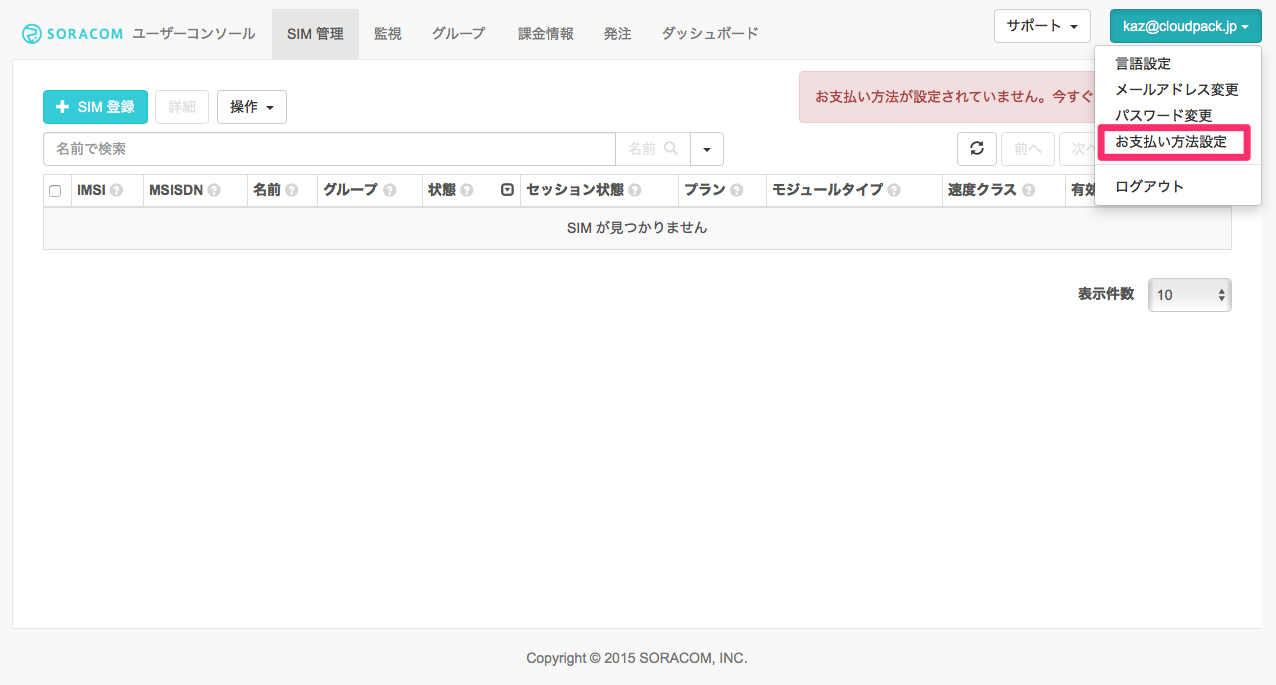 SORACOM ユーザーコンソール SIM 管理 監視 グループ 課金情報 発注 ダッシュボード サポート kaz@cloudpack.jp
言語設定
メールアドレス変更
パスワード変更
お支払い方法設定
ログアウト
お支払い方法が設定されていません。今すぐ
SIM 登録 詳細 操作
名前で検索 名前 前へ 次へ
IMSI MSISDN 名前 グループ 状態 セッション状態 プラン モジュールタイプ 速度クラス 有効
SIM が見つかりません
表示件数 10
Copyright © 2015 SORACOM, INC.